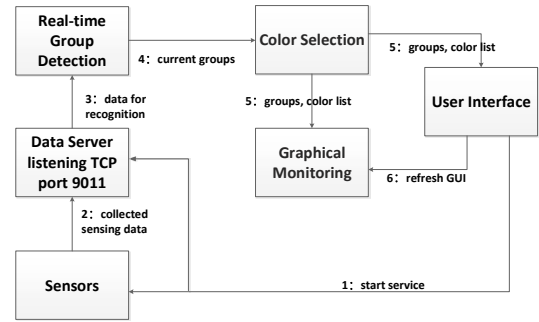 Real-time
Group
Detection
4：current groups
Color Selection
5：groups, color list
5：groups, color list
User Interface
3：data for
recognition
Data Server
listening TCP
port 9011
Graphical
Monitoring
6：refresh GUI
2：collected
sensing data
Sensors
1：start service